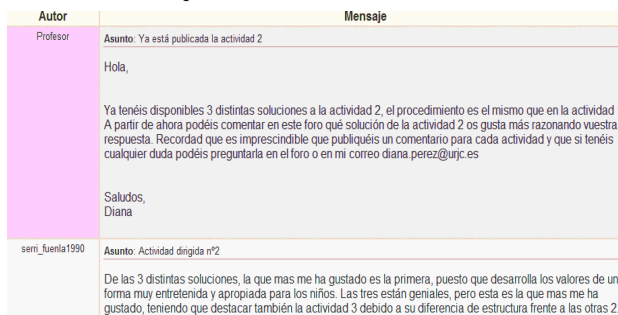 Autor Mensaje
Profesor Asunto: Ya está publicada la actividad 2
Hola,
Ya tenéis disponibles 3 distintas soluciones a la actividad 2, el procedimiento es el mismo que en la actividad
A partir de ahora podéis comentar en este foro qué solución de la actividad 2 os gusta más razonando vuestra
respuesta. Recordad que es imprescindible que publiquéis un comentario para cada actividad y que si tenéis
cualquier duda podéis preguntarla en el foro o en mi correo diana.perez@urjc.es
Saludos,
Diana
serri_fuenla1990 Asunto: Actividad dirigida nº2
De las 3 distintas soluciones, la que mas me ha gustado es la primera, puesto que desarrolla los valores de un
forma muy entretenida y apropiada para los niños. Las tres están geniales, pero esta es la que mas me ha
gustado, teniendo que destacar también la actividad 3 debido a su diferencia de estructura frente a las otras 2